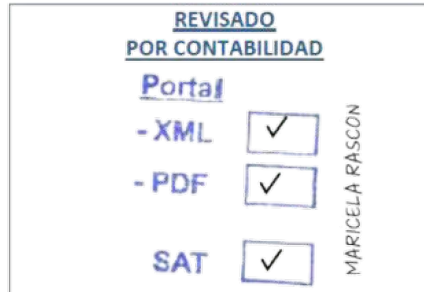 REVISADO
POR CONTABILIDAD
Portal
- XML ✓
- PDF ✓
SAT ✓
MARICELA RASCON